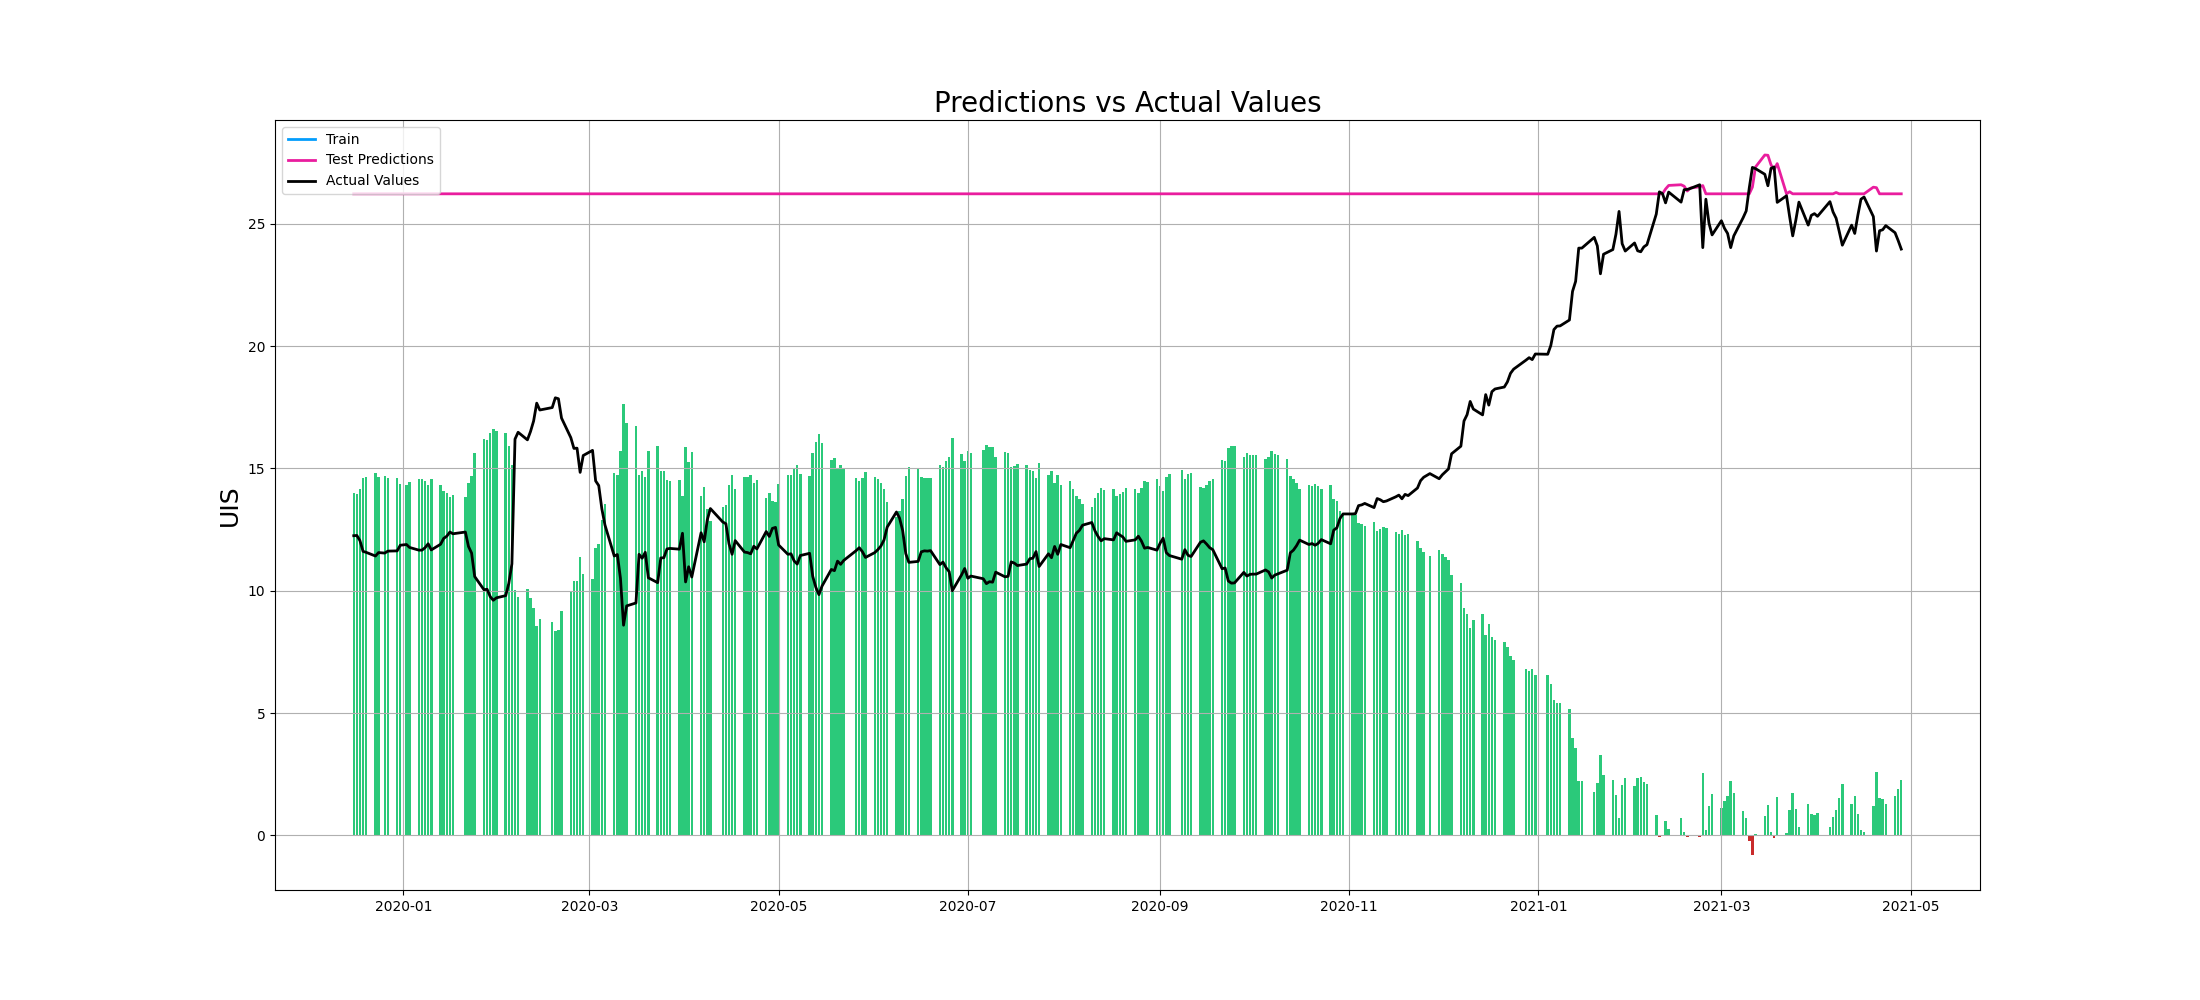 Predictions vs Actual Values
Train
Test Predictions
Actual Values
UIS
25
20
15
10
5
0
2020-01 2020-03 2020-05 2020-07 2020-09 2020-11 2021-01 2021-03 2021-05